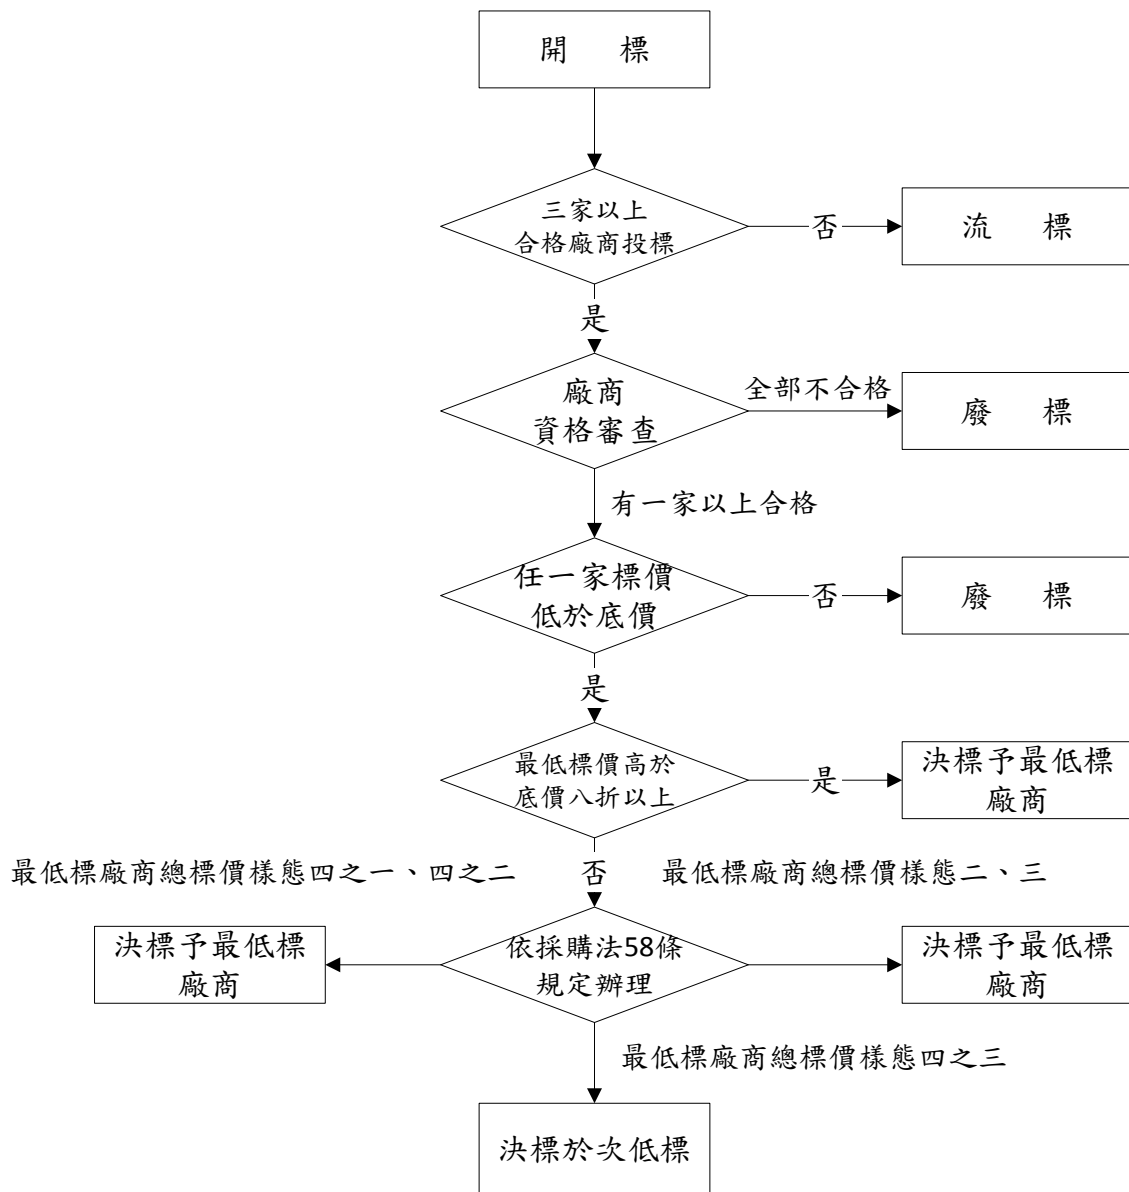 開 標
三家以上
合格廠商投標
否
流 標
是
廠商
資格審查
全部不合格
廢 標
有一家以上合格
任一家標價
低於底價
否
廢 標
是
最低標價高於
底價八折以上
是
決標予最低標
廠商
最低標廠商總標價樣態四之一、四之二
否
最低標廠商總標價樣態二、三
決標予最低標
廠商
依採購法58條
規定辦理
決標予最低標
廠商
最低標廠商總標價樣態四之三
決標於次低標